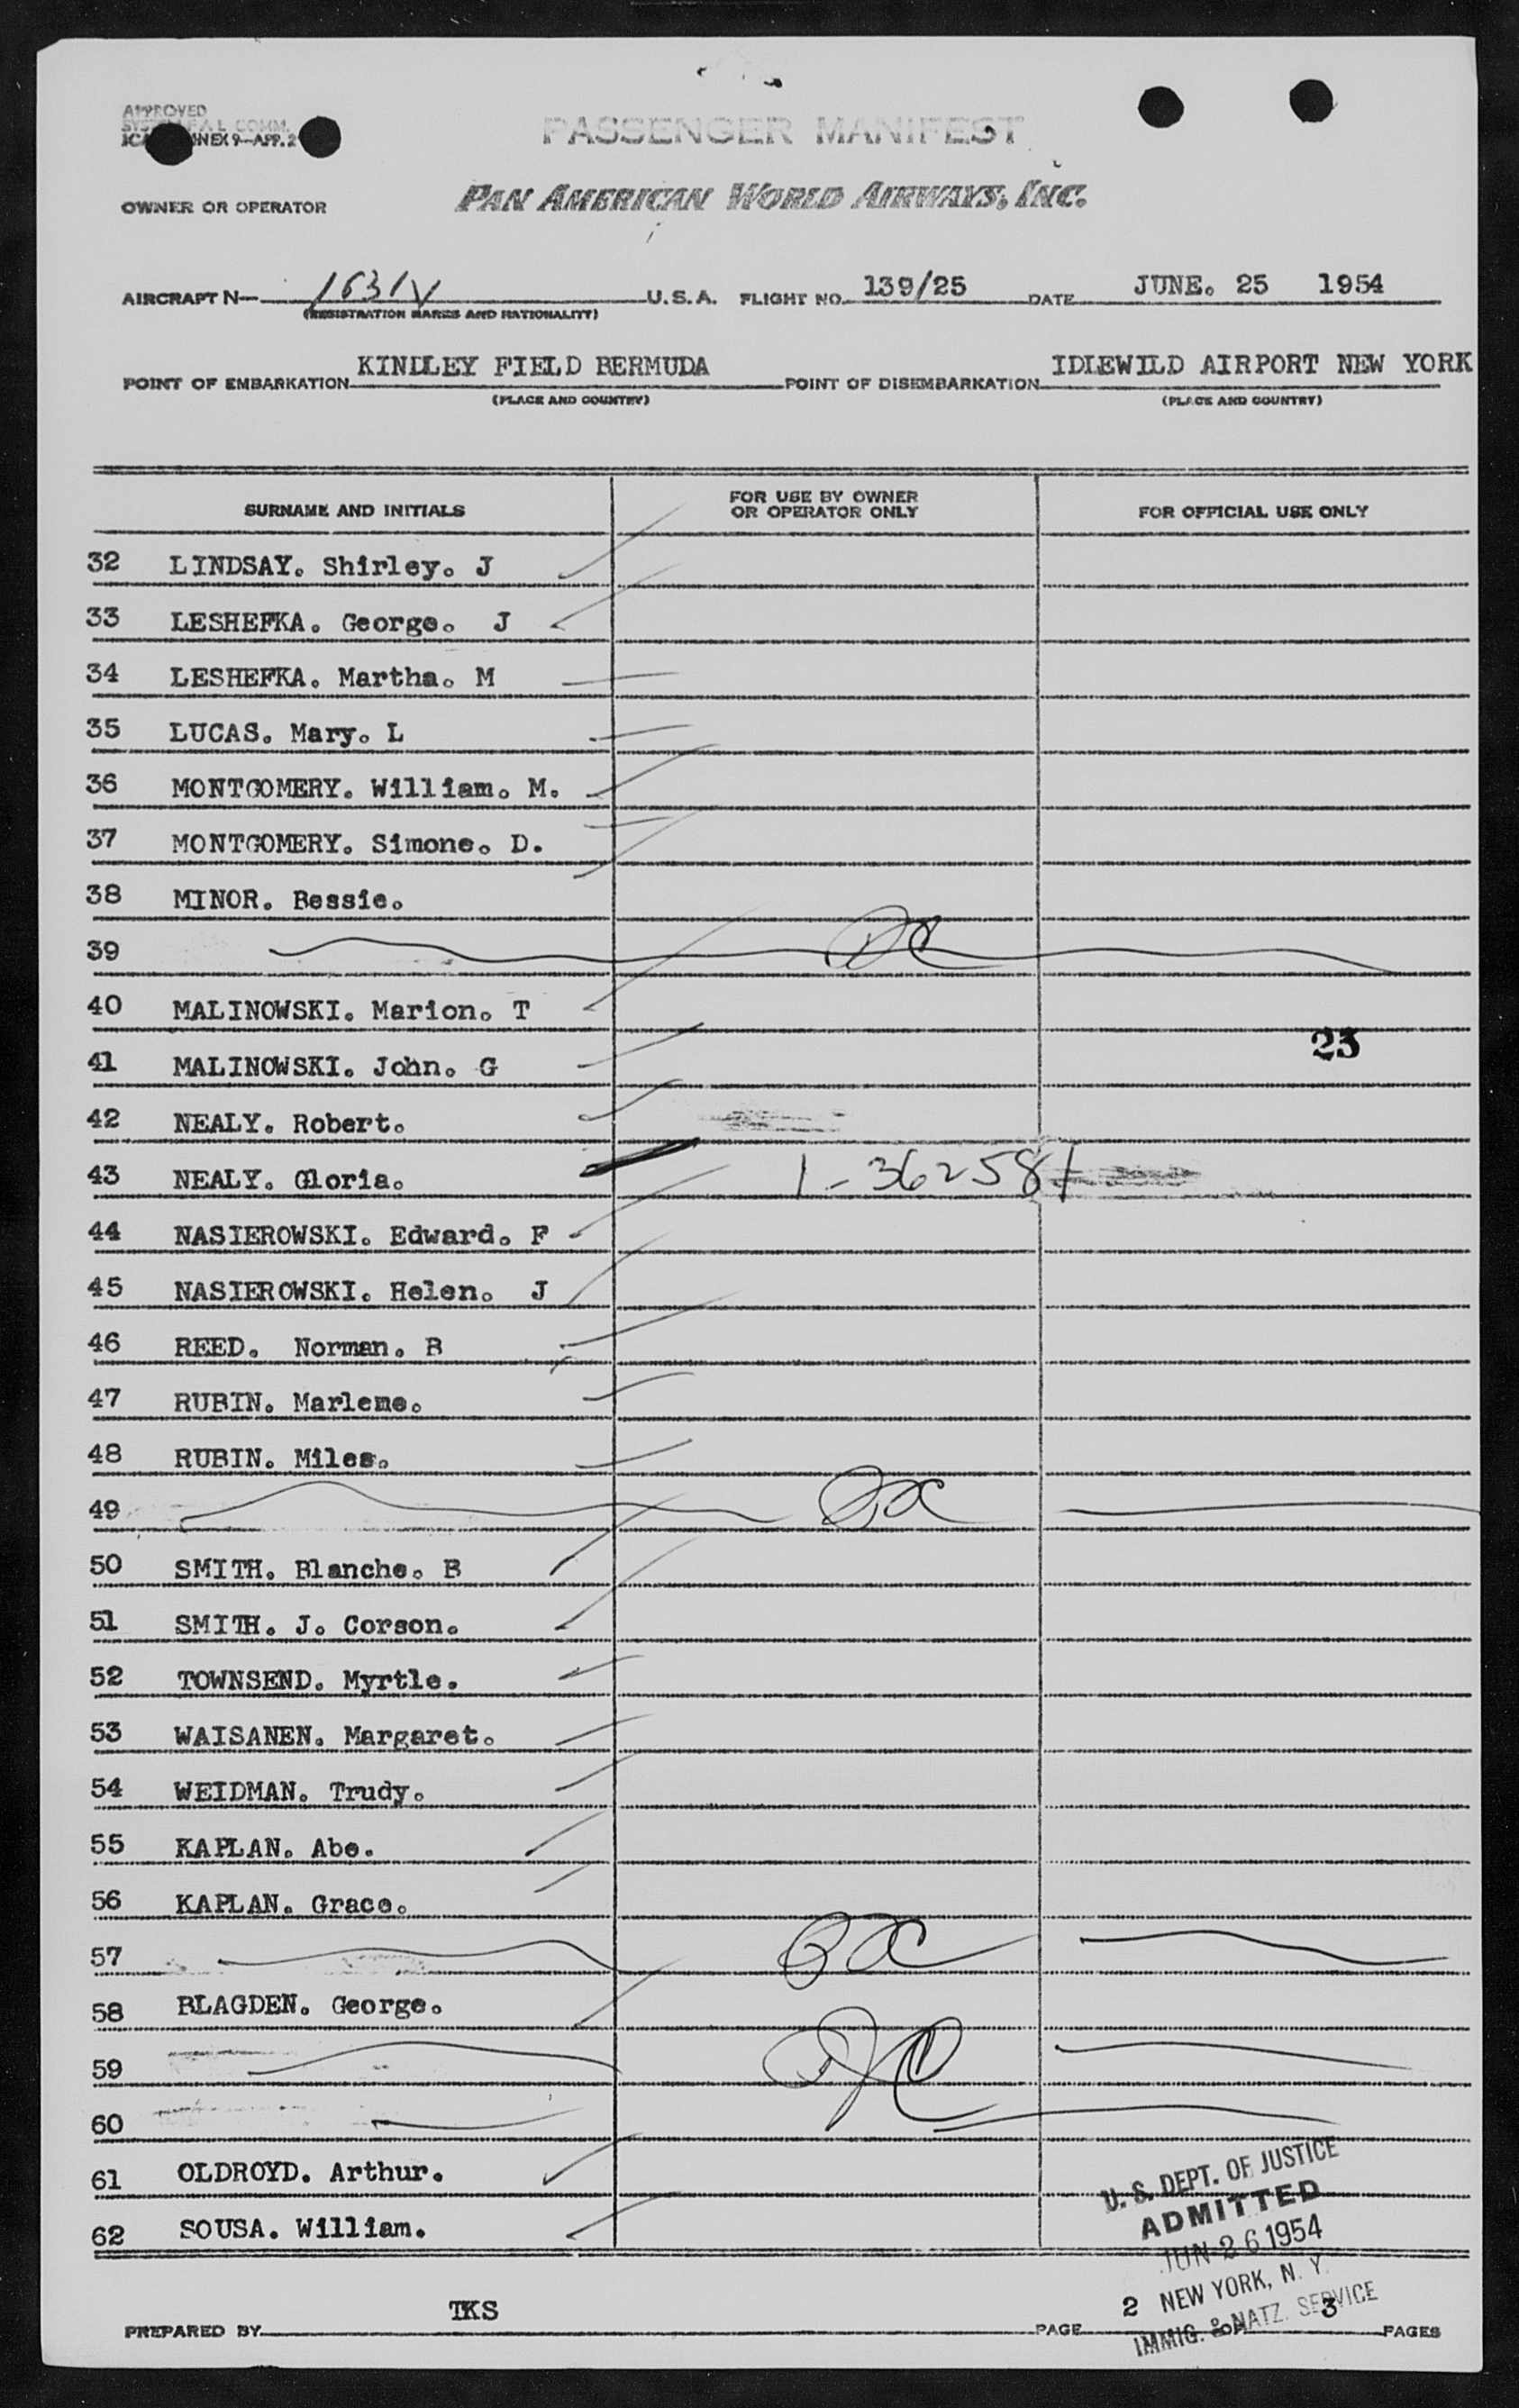 APPROVED
PASSENGER MANIFEST
NEX 9-APP. 2
OWNER OR OPERATOR PAN AMERICAN WORLD AIRWAYS, INC.
AIRCRAFT N- 1631V U.S.A. FLIGHT NO. 139/25 DATE JUNE. 25 1954
(REGISTRATION MARKS AND NATIONALITY)
POINT OF EMBARKATION KINDLEY FIELD BERMUDA POINT OF DISEMBARKATION IDLEWILD AIRPORT NEW YORK
(PLACE AND COUNTRY) (PLACE AND COUNTRY)
SURNAME AND INITIALS FOR USE BY OWNER OR OPERATOR ONLY FOR OFFICIAL USE ONLY
32 LINDSAY. Shirley. J
33 LESHEFKA. George. J
34 LESHEFKA. Martha. M
35 LUCAS. Mary. L
36 MONTGOMERY. William. M.
37 MONTGOMERY. Simone. D.
38 MINOR. Bessie.
39
40 MALINOWSKI. Marion. T
41 MALINOWSKI. John. G 23
42 NEALY. Robert.
43 NEALY. Gloria. 1-362581
44 NASIEROWSKI. Edward. F
45 NASIEROWSKI. Helen. J
46 REED. Norman. B
47 RUBIN. Marlene.
48 RUBIN. Miles.
49
50 SMITH. Blanche. B
51 SMITH. J. Corson.
52 TOWNSEND. Myrtle.
53 WAISANEN. Margaret.
54 WEIDMAN. Trudy.
55 KAPLAN. Abe.
56 KAPLAN. Grace.
57
58 BLAGDEN. George.
59
60
61 OLDROYD. Arthur.
62 SOUSA. William.
U. S. DEPT. OF JUSTICE
ADMITTED
JUN 26 1954
NEW YORK, N. Y.
IMMIG. & NATZ. SERVICE
PREPARED BY TKS PAGE 2 OF 3 PAGES